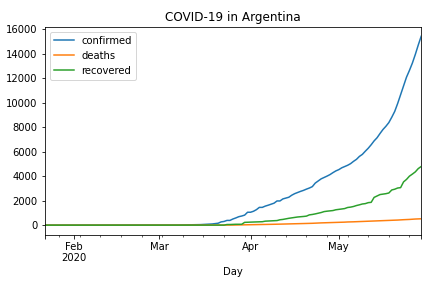 COVID-19 in Argentina
confirmed
deaths
recovered
16000
14000
12000
10000
8000
6000
4000
2000
0
Feb Mar Apr May
2020
Day